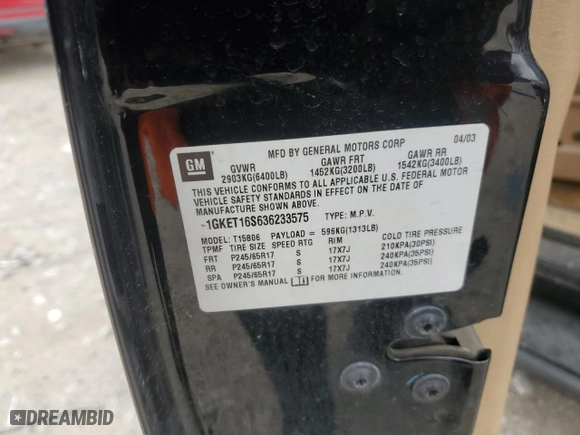 GM
MFD BY GENERAL MOTORS CORP 04/03
GVWR GAWR FRT GAWR RR
2903KG(6400LB) 1452KG(3200LB) 1542KG(3400LB)
THIS VEHICLE CONFORMS TO ALL APPLICABLE U.S. FEDERAL MOTOR
VEHICLE SAFETY STANDARDS IN EFFECT ON THE DATE OF
MANUFACTURE SHOWN ABOVE.
1GKET16S636233575 TYPE: M.P.V.
MODEL: T15806 PAYLOAD = 596KG(1313LB)
TPMF TIRE SIZE SPEED RTG RIM COLD TIRE PRESSURE
FRT P245/65R17 S 17X7J 210KPA(30PSI)
RR P245/65R17 S 17X7J 240KPA(35PSI)
SPA P245/65R17 S 17X7J 240KPA(35PSI)
SEE OWNER'S MANUAL FOR MORE INFORMATION.
DREAMBID